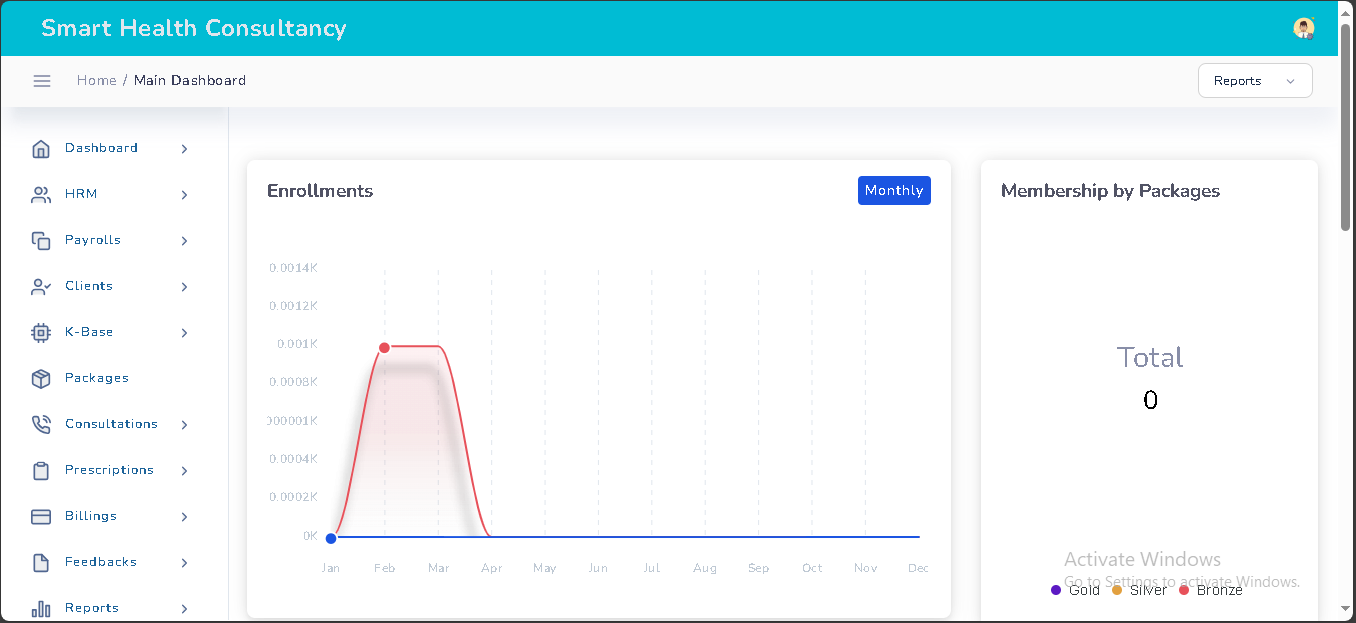 Smart Health Consultancy
Home / Main Dashboard
Reports
Dashboard
HRM
Payrolls
Clients
K-Base
Packages
Consultations
Prescriptions
Billings
Feedbacks
Reports
Enrollments
Monthly
0.0014K
0.0012K
0.001K
0.0008K
900001K
0.0004K
0.0002K
0K
Jan Feb Mar Apr May Jun Jul Aug Sep Oct Nov Dec
Membership by Packages
Total
0
Activate Windows
Go to Settings to activate Windows.
Gold Silver Bronze